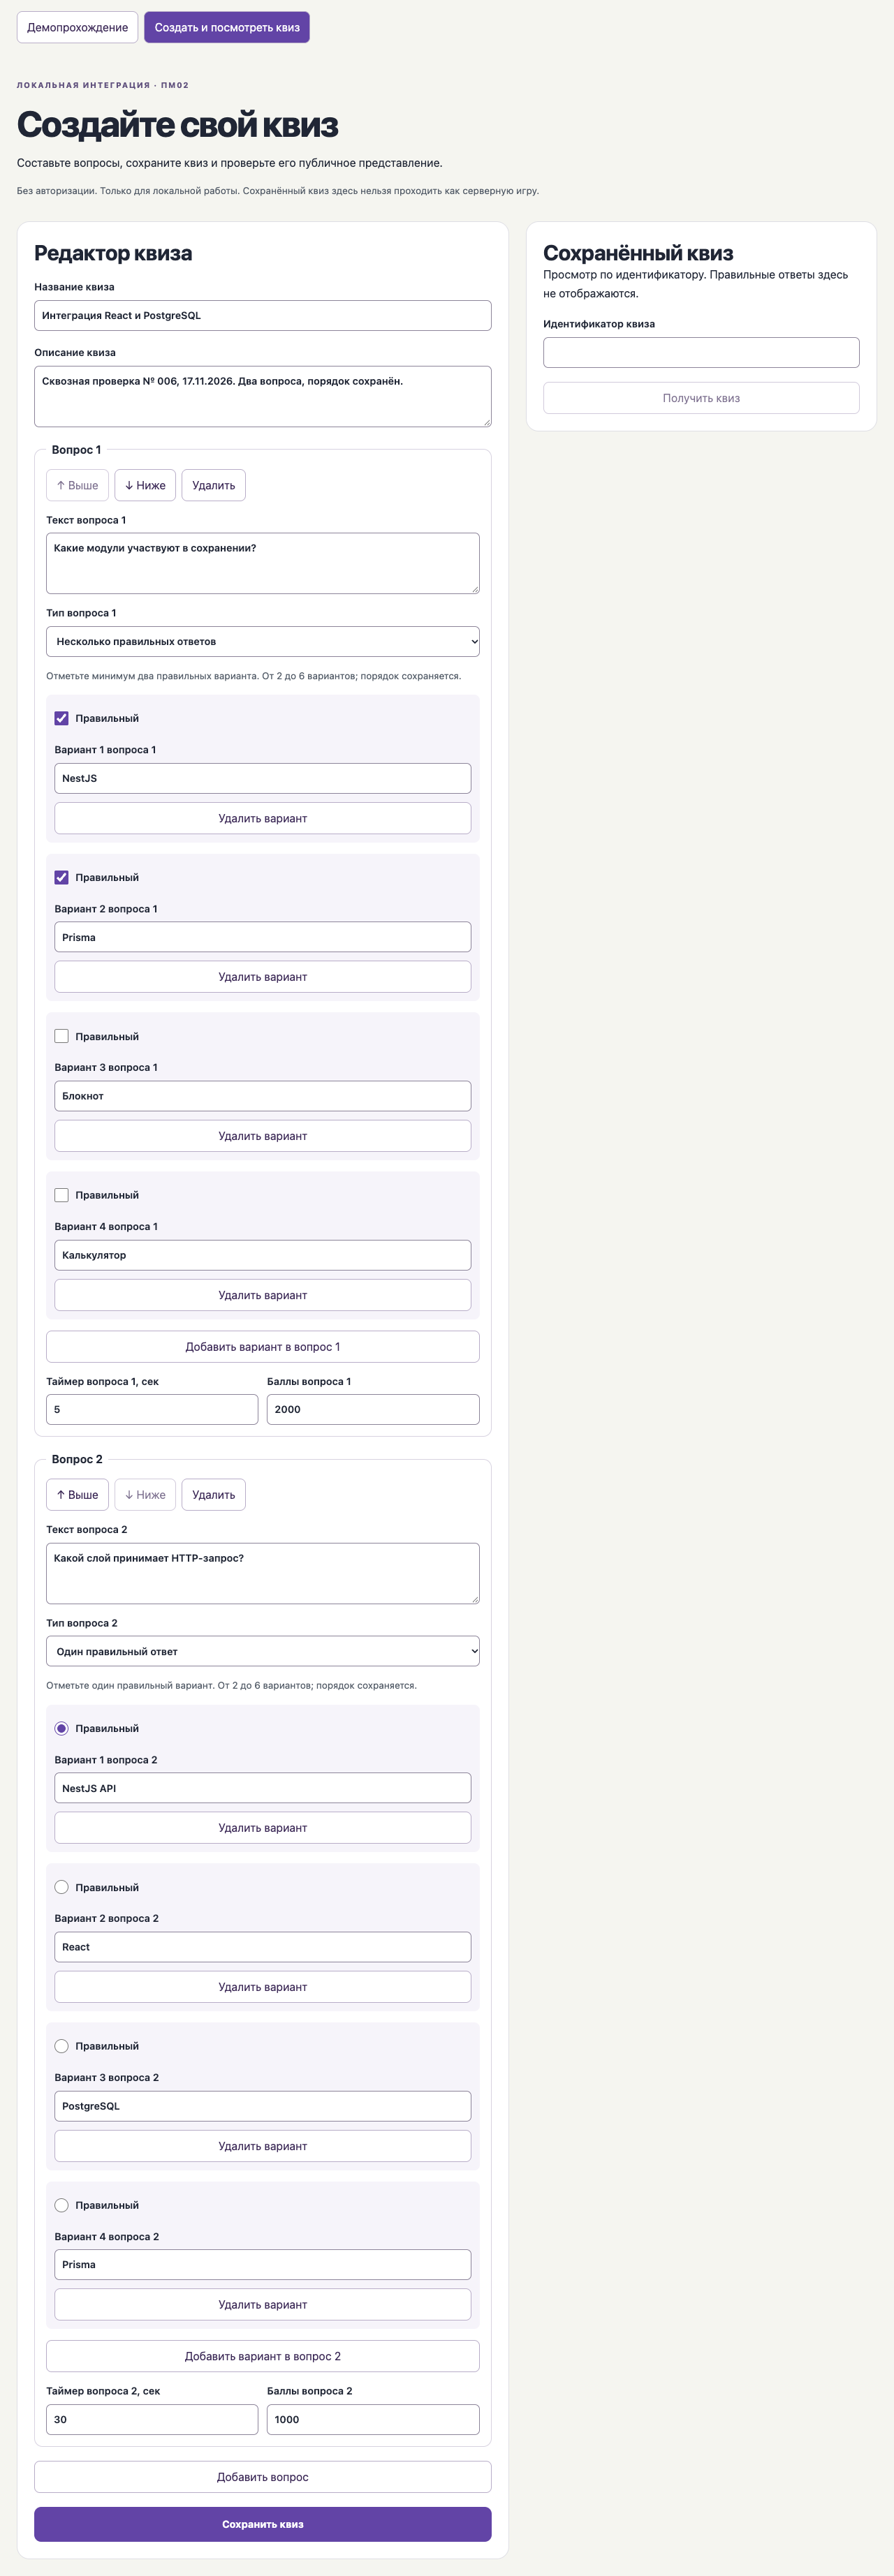 Демопрохождение
Создать и посмотреть квиз
ЛОКАЛЬНАЯ ИНТЕГРАЦИЯ · ПМ02
Создайте свой квиз
Составьте вопросы, сохраните квиз и проверьте его публичное представление.
Без авторизации. Только для локальной работы. Сохранённый квиз здесь нельзя проходить как серверную игру.
Редактор квиза
Название квиза
Интеграция React и PostgreSQL
Описание квиза
Сквозная проверка № 006, 17.11.2026. Два вопроса, порядок сохранён.
Вопрос 1
↑ Выше
↓ Ниже
Удалить
Текст вопроса 1
Какие модули участвуют в сохранении?
Тип вопроса 1
Несколько правильных ответов
Отметьте минимум два правильных варианта. От 2 до 6 вариантов; порядок сохраняется.
Правильный
Вариант 1 вопроса 1
NestJS
Удалить вариант
Правильный
Вариант 2 вопроса 1
Prisma
Удалить вариант
Правильный
Вариант 3 вопроса 1
Блокнот
Удалить вариант
Правильный
Вариант 4 вопроса 1
Калькулятор
Удалить вариант
Добавить вариант в вопрос 1
Таймер вопроса 1, сек
Баллы вопроса 1
5
2000
Вопрос 2
↑ Выше
↓ Ниже
Удалить
Текст вопроса 2
Какой слой принимает HTTP-запрос?
Тип вопроса 2
Один правильный ответ
Отметьте один правильный вариант. От 2 до 6 вариантов; порядок сохраняется.
Правильный
Вариант 1 вопроса 2
NestJS API
Удалить вариант
Правильный
Вариант 2 вопроса 2
React
Удалить вариант
Правильный
Вариант 3 вопроса 2
PostgreSQL
Удалить вариант
Правильный
Вариант 4 вопроса 2
Prisma
Удалить вариант
Добавить вариант в вопрос 2
Таймер вопроса 2, сек
Баллы вопроса 2
30
1000
Добавить вопрос
Сохранить квиз
Сохранённый квиз
Просмотр по идентификатору. Правильные ответы здесь
не отображаются.
Идентификатор квиза
Получить квиз